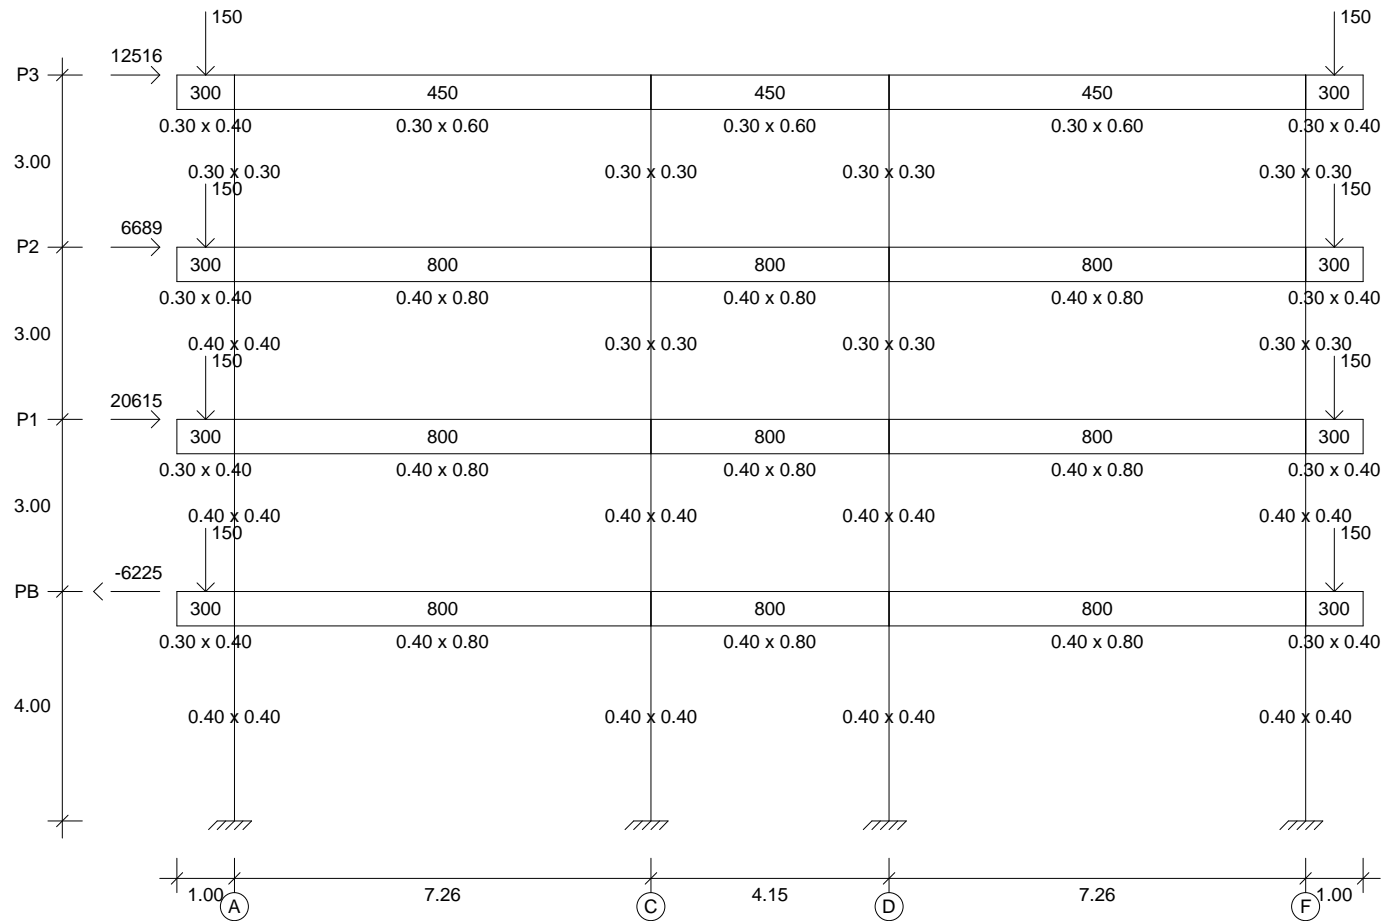 150 150
12516
P3
300 450 450 450 300
0.30 x 0.40 0.30 x 0.60 0.30 x 0.60 0.30 x 0.60 0.30 x 0.40
3.00
0.30 x 0.30 0.30 x 0.30 0.30 x 0.30 0.30 x 0.30
150 150
6689
P2
300 800 800 800 300
0.30 x 0.40 0.40 x 0.80 0.40 x 0.80 0.40 x 0.80 0.30 x 0.40
3.00
0.40 x 0.40 0.30 x 0.30 0.30 x 0.30 0.30 x 0.30
150 150
20615
P1
300 800 800 800 300
0.30 x 0.40 0.40 x 0.80 0.40 x 0.80 0.40 x 0.80 0.30 x 0.40
3.00
0.40 x 0.40 0.40 x 0.40 0.40 x 0.40 0.40 x 0.40
150 150
-6225
PB
300 800 800 800 300
0.30 x 0.40 0.40 x 0.80 0.40 x 0.80 0.40 x 0.80 0.30 x 0.40
4.00
0.40 x 0.40 0.40 x 0.40 0.40 x 0.40 0.40 x 0.40
1.00 7.26 4.15 7.26 1.00
A C D F